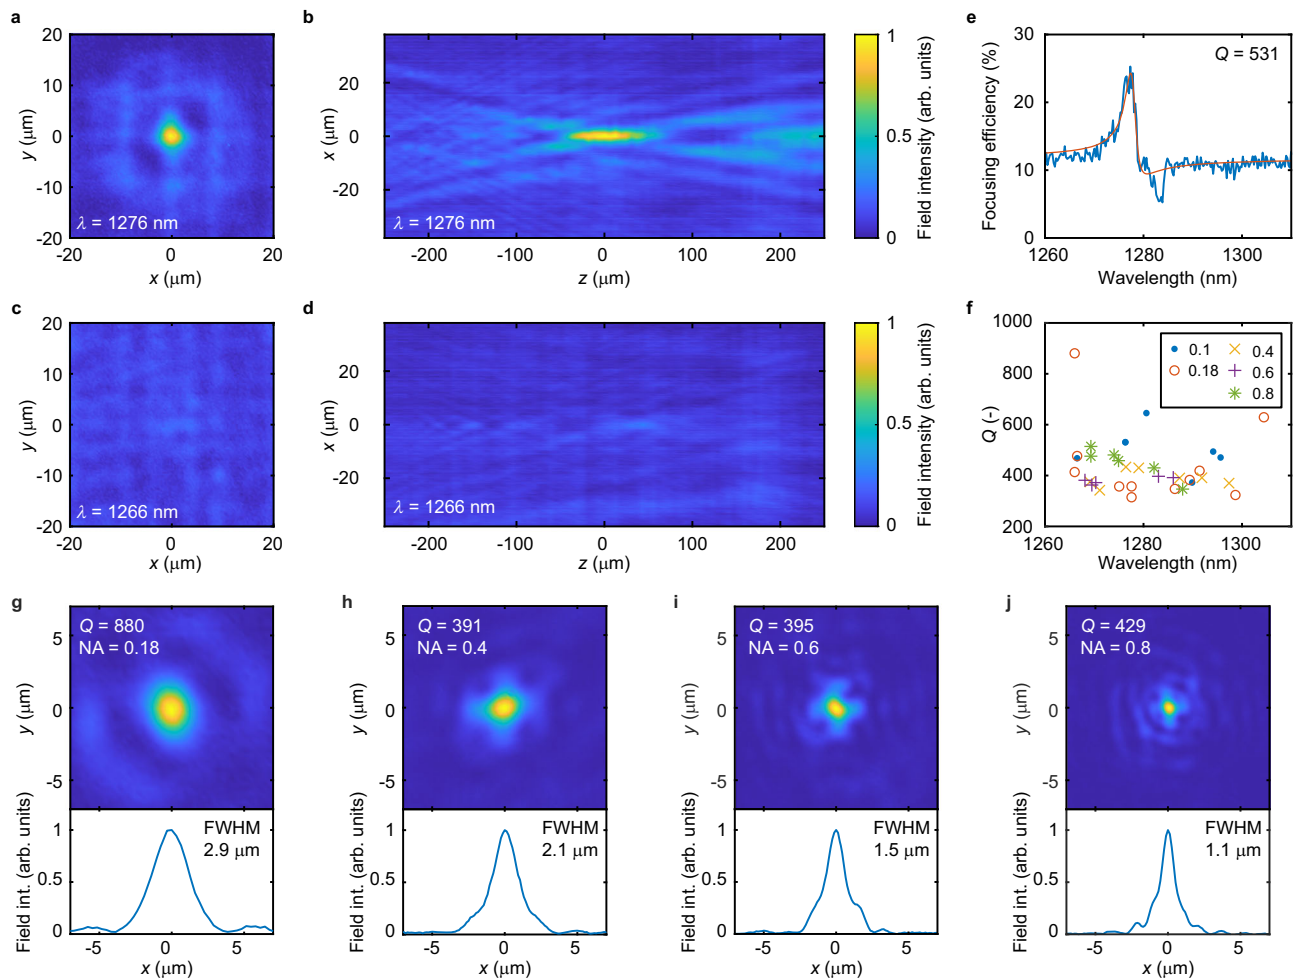 a
20
10
0
-10
-20
y (μm)
λ = 1276 nm
-20
0
20
x (μm)
b
20
0
-20
x (μm)
λ = 1276 nm
-200
-100
0
100
200
z (μm)
1
0.5
0
Field intensity (arb. units)
e
30
20
10
0
Focusing efficiency (%)
Q = 531
1260
1280
1300
Wavelength (nm)
c
20
10
0
-10
-20
y (μm)
λ = 1266 nm
-20
0
20
x (μm)
d
20
0
-20
x (μm)
λ = 1266 nm
-200
-100
0
100
200
z (μm)
1
0.5
0
Field intensity (arb. units)
f
1000
800
600
400
200
Q (-)
0.1
0.18
0.4
0.6
0.8
1260
1280
1300
Wavelength (nm)
g
Q = 880
NA = 0.18
5
0
-5
y (μm)
FWHM
2.9 μm
1
0.5
0
Field int. (arb. units)
-5
0
5
x (μm)
h
Q = 391
NA = 0.4
5
0
-5
y (μm)
FWHM
2.1 μm
1
0.5
0
Field int. (arb. units)
-5
0
5
x (μm)
i
Q = 395
NA = 0.6
5
0
-5
y (μm)
FWHM
1.5 μm
1
0.5
0
Field int. (arb. units)
-5
0
5
x (μm)
j
Q = 429
NA = 0.8
5
0
-5
y (μm)
FWHM
1.1 μm
1
0.5
0
Field int. (arb. units)
-5
0
5
x (μm)